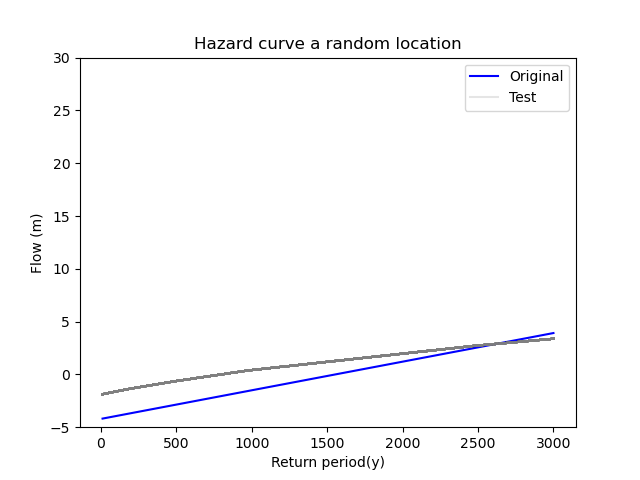 Hazard curve a random location
Original
Test
30
25
20
15
10
5
0
−5
Flow (m)
0 500 1000 1500 2000 2500 3000
Return period(y)